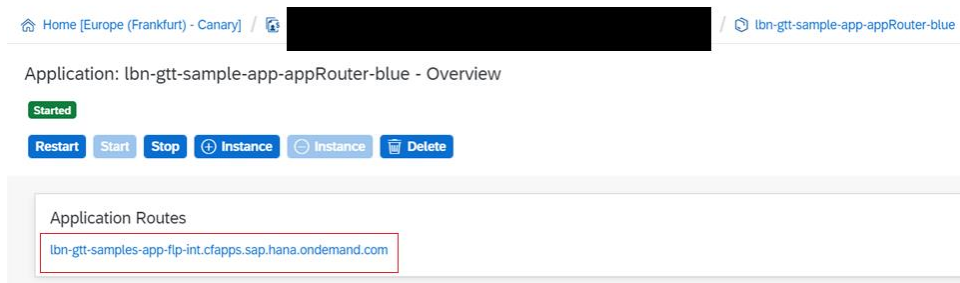 Home [Europe (Frankfurt) - Canary] / / lbn-gtt-sample-app-appRouter-blue
Application: lbn-gtt-sample-app-appRouter-blue - Overview
Started
Restart Start Stop Instance Instance Delete
Application Routes
lbn-gtt-samples-app-flp-int.cfapps.sap.hana.ondemand.com